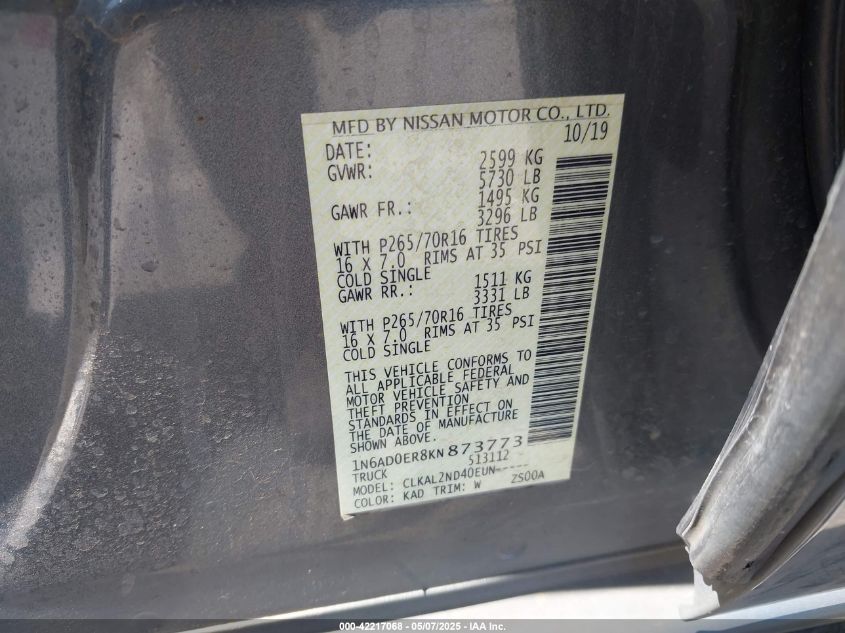 MFD BY NISSAN MOTOR CO., LTD.
DATE: 10/19
GVWR: 2599 KG
5730 LB
GAWR FR.: 1495 KG
3296 LB
WITH P265/70R16 TIRES
16 X 7.0 RIMS AT 35 PSI
COLD SINGLE
GAWR RR.: 1511 KG
3331 LB
WITH P265/70R16 TIRES
16 X 7.0 RIMS AT 35 PSI
COLD SINGLE
THIS VEHICLE CONFORMS TO
ALL APPLICABLE FEDERAL
MOTOR VEHICLE SAFETY AND
THEFT PREVENTION
STANDARDS IN EFFECT ON
THE DATE OF MANUFACTURE
SHOWN ABOVE.
1N6AD0ER8KN873773
TRUCK 513112
MODEL: CLKAL2ND40EUN-----
COLOR: KAD TRIM: W ZS00A
000-42217068 - 05/07/2025 - IAA Inc.